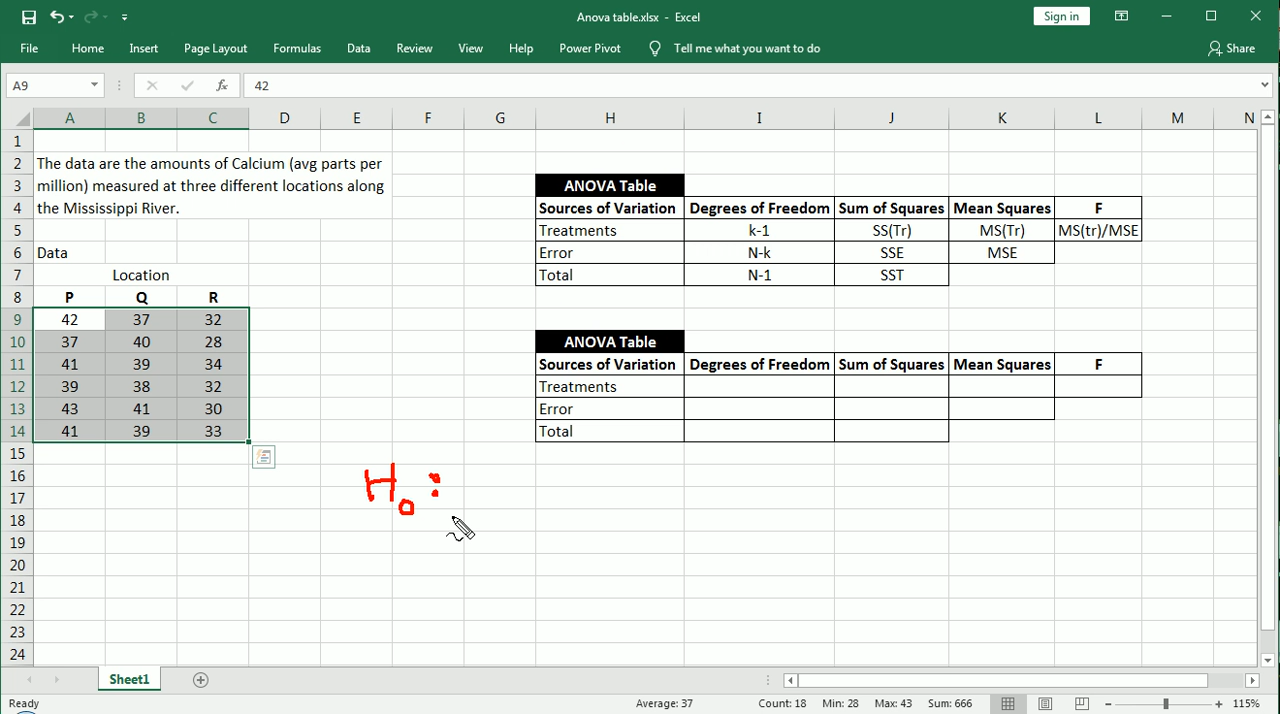 Anova table.xlsx - Excel
Sign in
File Home Insert Page Layout Formulas Data Review View Help Power Pivot Tell me what you want to do Share
A9 fx 42
A B C D E F G H I J K L M N
1
2 The data are the amounts of Calcium (avg parts per
3 million) measured at three different locations along ANOVA Table
4 the Mississippi River. Sources of Variation Degrees of Freedom Sum of Squares Mean Squares F
5 Treatments k-1 SS(Tr) MS(Tr) MS(tr)/MSE
6 Data Error N-k SSE MSE
7 Location Total N-1 SST
8 P Q R
9 42 37 32
10 37 40 28 ANOVA Table
11 41 39 34 Sources of Variation Degrees of Freedom Sum of Squares Mean Squares F
12 39 38 32 Treatments
13 43 41 30 Error
14 41 39 33 Total
15
16
17 H₀ :
18
19
20
21
22
23
24
Sheet1
Ready Average: 37 Count: 18 Min: 28 Max: 43 Sum: 666 115%